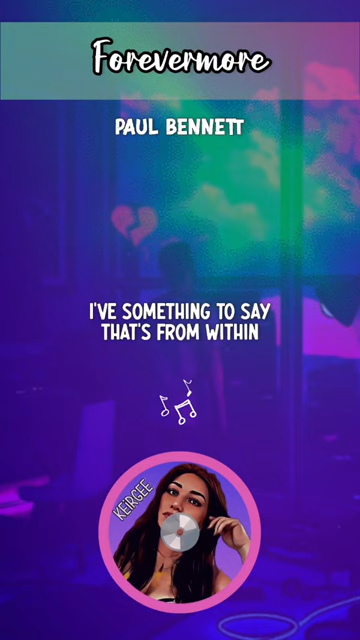 Forevermore
PAUL BENNETT
I'VE SOMETHING TO SAY
THAT'S FROM WITHIN
KEIRGEE